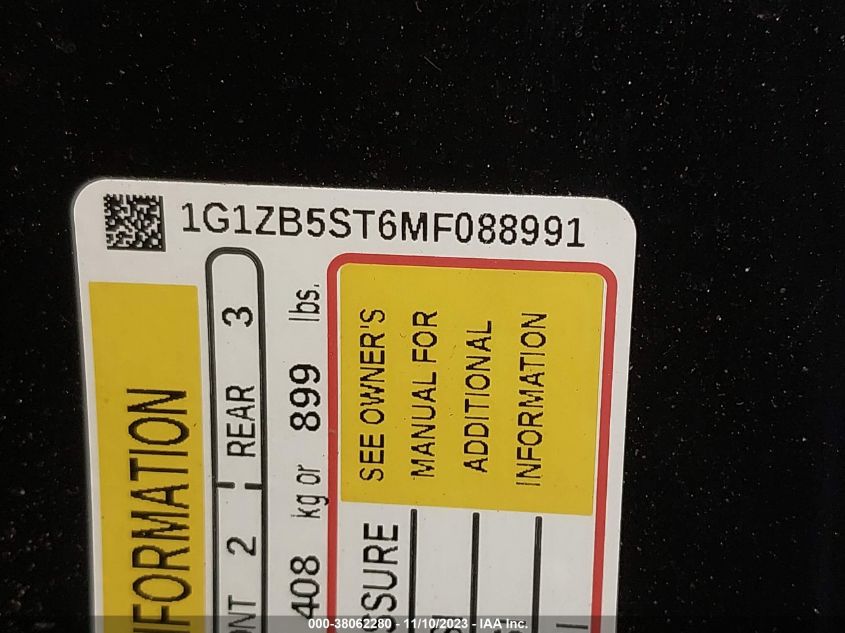 1G1ZB5ST6MF088991
FORMATION
2 REAR 3
408 kg or 899 lbs.
SEE OWNER'S
MANUAL FOR
ADDITIONAL
INFORMATION
000-38062280 - 11/10/2023 - IAA Inc.